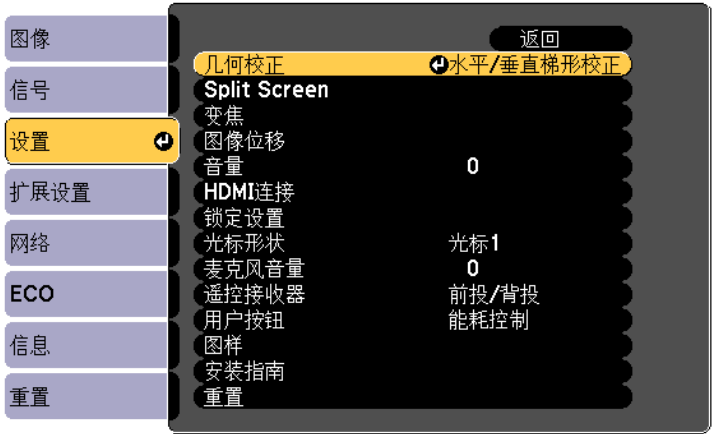 图像
信号
设置
扩展设置
网络
ECO
信息
重置
返回
几何校正 水平/垂直梯形校正
Split Screen
变焦
图像位移
音量 0
HDMI连接
锁定设置
光标形状 光标1
麦克风音量 0
遥控接收器 前投/背投
用户按钮 能耗控制
图样
安装指南
重置